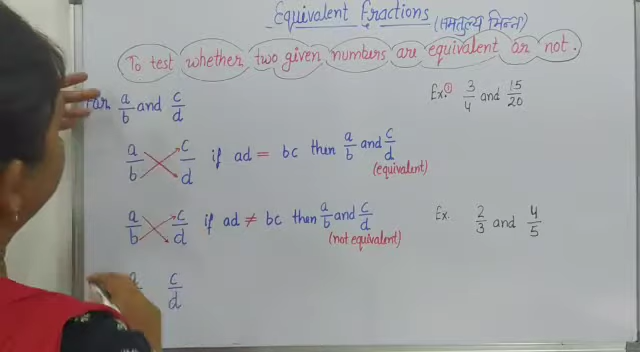 Equivalent Fractions (समतुल्य भिन्न)
To test whether two given numbers are equivalent or not.
For a/b and c/d
Ex. ① 3/4 and 15/20
a/b c/d if ad = bc then a/b and c/d
(equivalent)
a/b c/d if ad ≠ bc then a/b and c/d
(not equivalent)
Ex. 2/3 and 4/5
a c/d